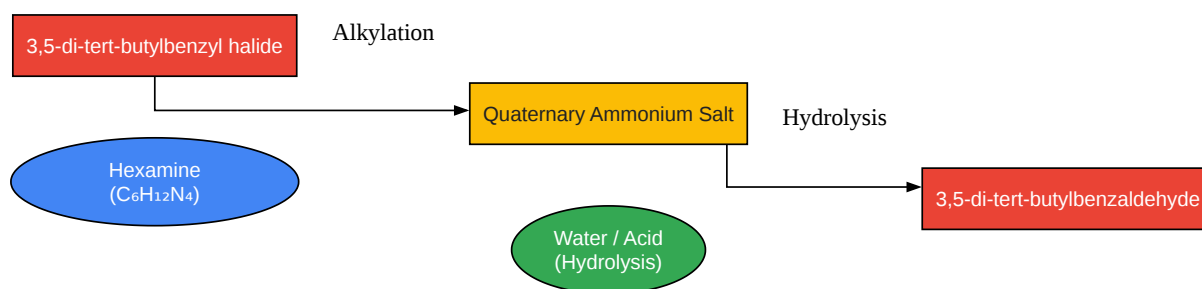 3,5-di-tert-butylbenzyl halide
Alkylation
Quaternary Ammonium Salt
Hydrolysis
Hexamine
(C₆H₁₂N₄)
3,5-di-tert-butylbenzaldehyde
Water / Acid
(Hydrolysis)